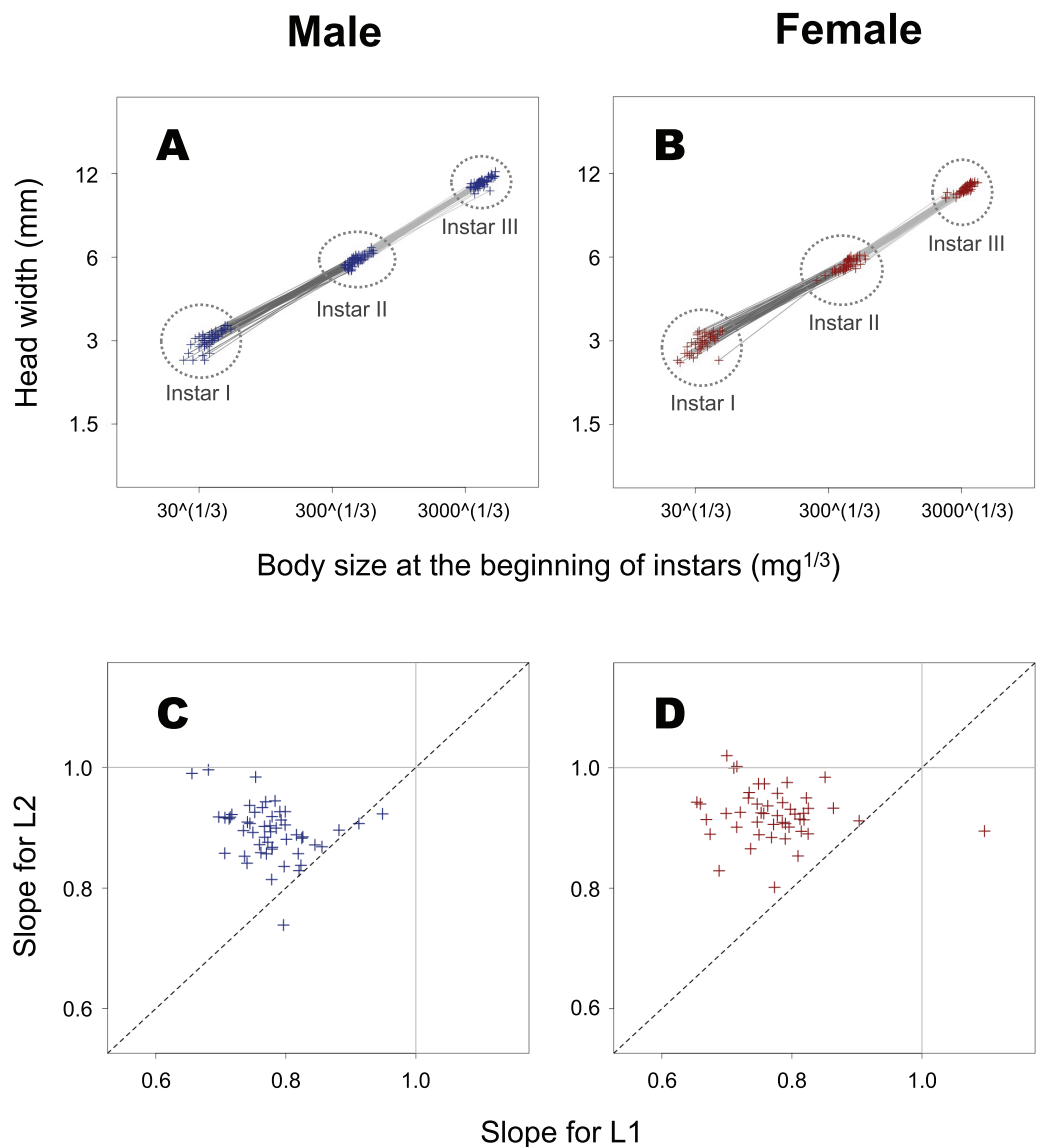 Male
Female
A
B
Head width (mm)
12
6
3
1.5
12
6
3
1.5
Instar I
Instar II
Instar III
Instar I
Instar II
Instar III
30^(1/3)
300^(1/3)
3000^(1/3)
30^(1/3)
300^(1/3)
3000^(1/3)
Body size at the beginning of instars (mg^1/3)
C
D
Slope for L2
1.0
0.8
0.6
1.0
0.8
0.6
0.6
0.8
1.0
0.6
0.8
1.0
Slope for L1